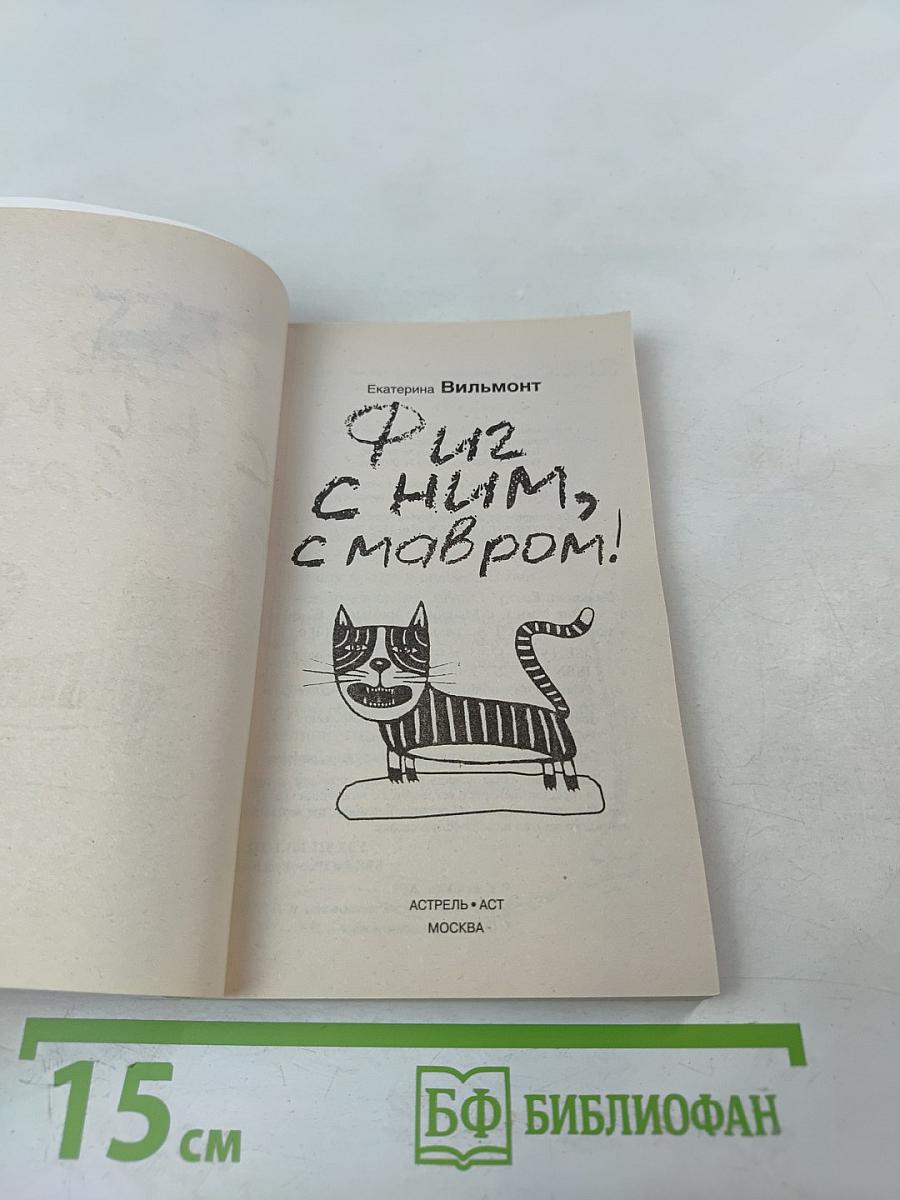 Екатерина Вильмонт
Фиг
с ним,
с мавром!
АСТРЕЛЬ • АСТ
МОСКВА
15 см
БФ БИБЛИОФАН